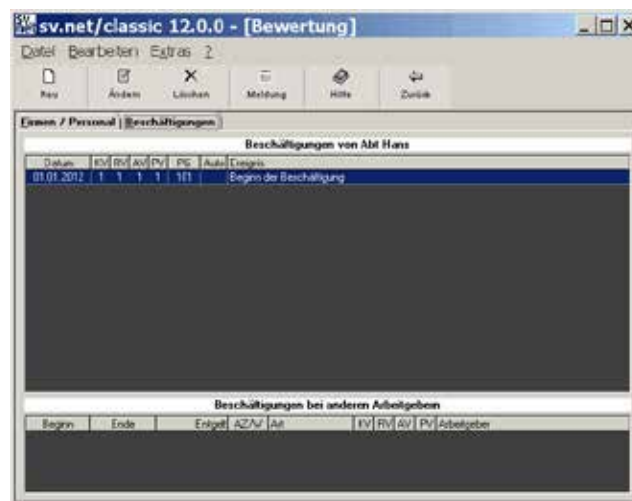 sv.net/classic 12.0.0 - [Bewertung]
Datei Bearbeiten Extras ?
Neu Ändern Löschen Meldung Hilfe Zurück
Firmen / Personal Beschäftigungen
Beschäftigungen von Abt Hans
Datum KV RV AV PV PG Auto Ereignis
01.01.2012 1 1 1 1 101 Beginn der Beschäftigung
Beschäftigungen bei anderen Arbeitgebern
Beginn Ende Entgelt AZ/W Art KV RV AV PV Arbeitgeber